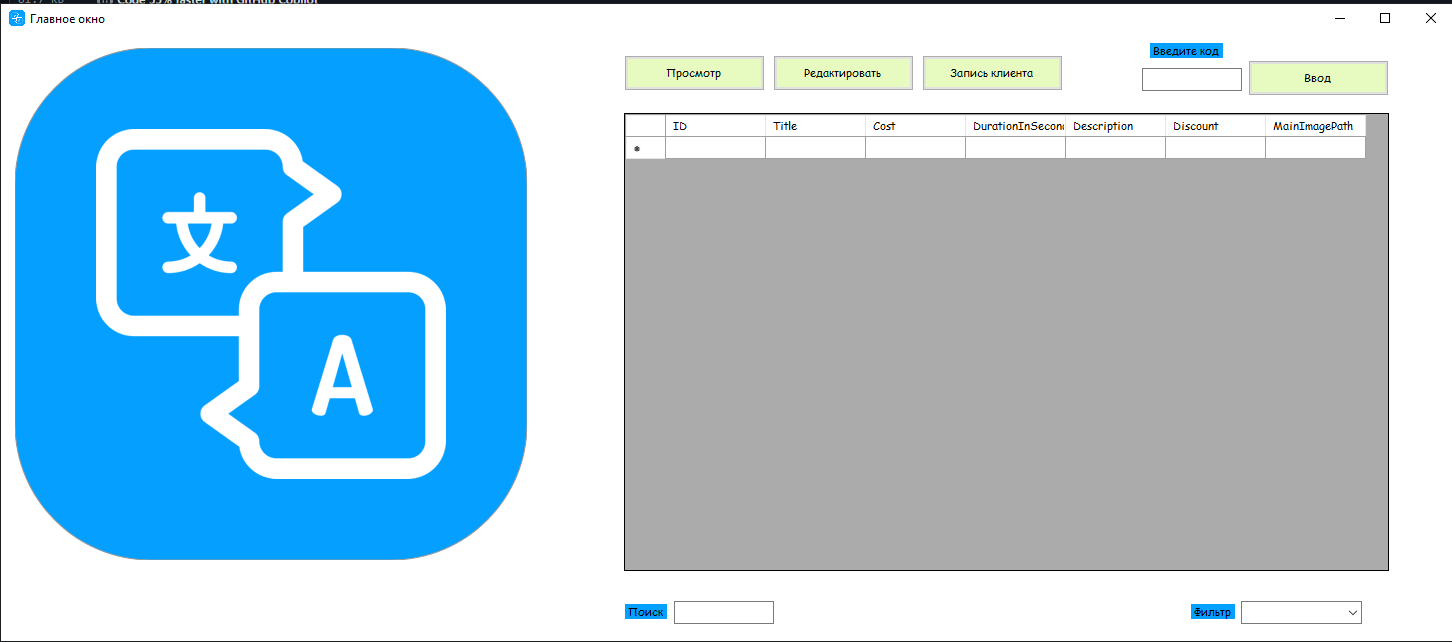 Главное окно
Просмотр
Редактировать
Запись клиента
Введите код
Ввод
ID Title Cost DurationInSecon Description Discount MainImagePath
文
A
Поиск
Фильтр